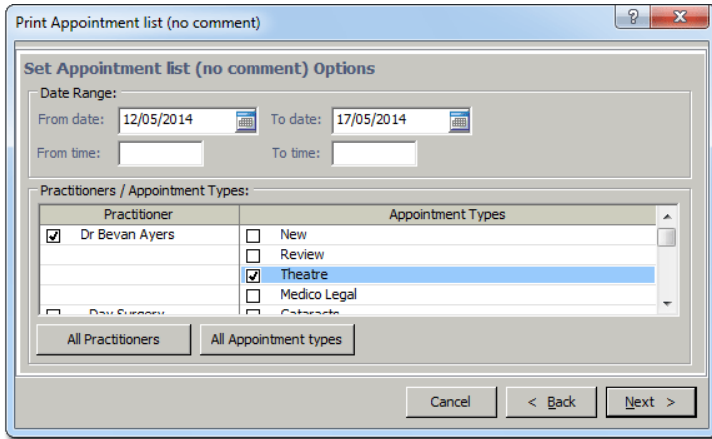 Print Appointment list (no comment)
Set Appointment list (no comment) Options
Date Range:
From date: 12/05/2014 To date: 17/05/2014
From time: To time:
Practitioners / Appointment Types:
Practitioner Appointment Types
Dr Bevan Ayers New
Review
Theatre
Medico Legal
Day Surgery Cataracts
All Practitioners All Appointment types
Cancel < Back Next >